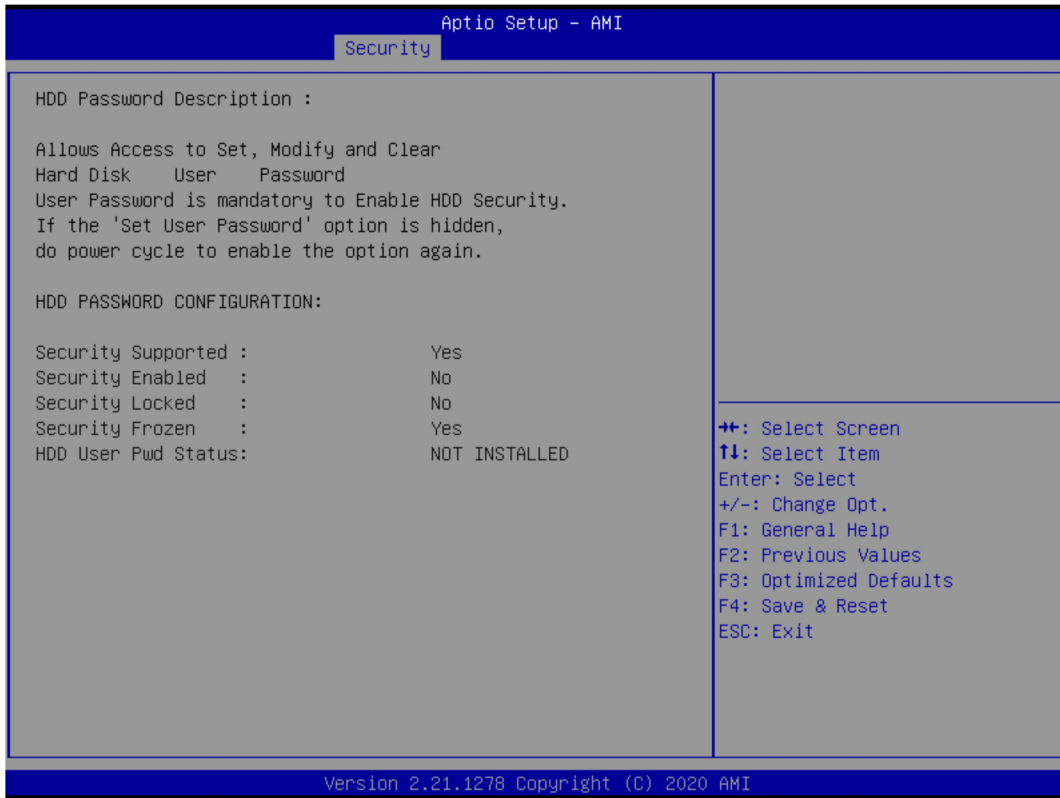 Aptio Setup – AMI
Security
HDD Password Description :
Allows Access to Set, Modify and Clear
Hard Disk    User    Password
User Password is mandatory to Enable HDD Security.
If the 'Set User Password' option is hidden,
do power cycle to enable the option again.
HDD PASSWORD CONFIGURATION:
Security Supported :    Yes
Security Enabled   :    No
Security Locked    :    No
Security Frozen    :    Yes
HDD User Pwd Status:    NOT INSTALLED
→←: Select Screen
↑↓: Select Item
Enter: Select
+/-: Change Opt.
F1: General Help
F2: Previous Values
F3: Optimized Defaults
F4: Save & Reset
ESC: Exit
Version 2.21.1278 Copyright (C) 2020 AMI